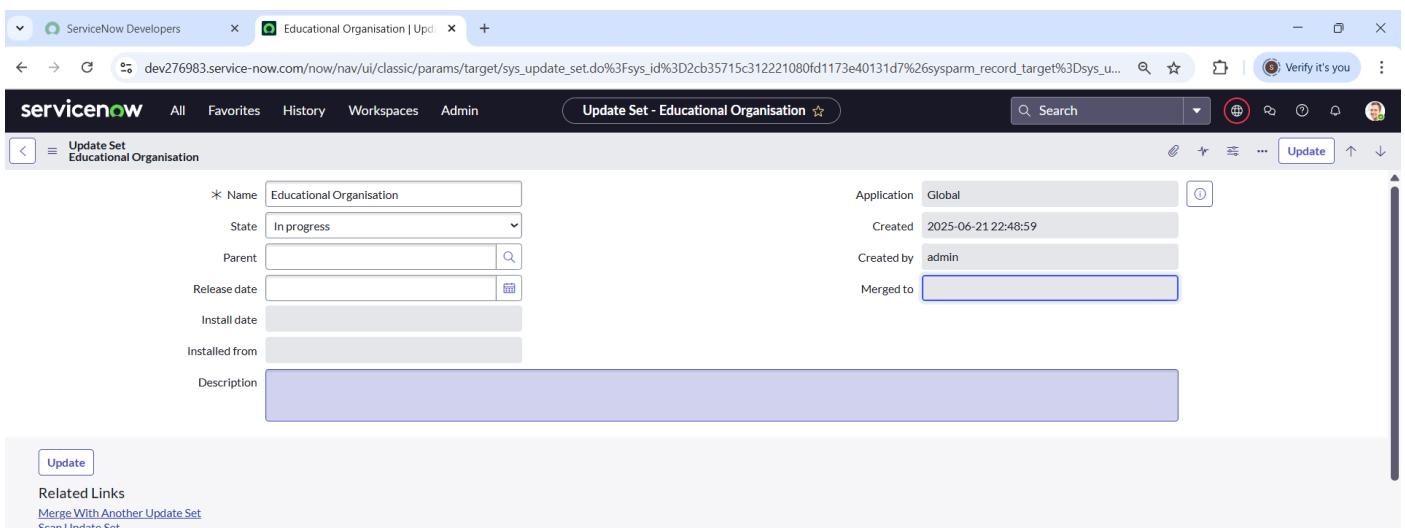 ServiceNow Developers
Educational Organisation | Upd
dev276983.service-now.com/now/nav/ui/classic/params/target/sys_update_set.do%3Fsys_id%3D2cb35715c312221080fd1173e40131d7%26sysparm_record_target%3Dsys_u...
S
Verify it's you
servicenow All Favorites History Workspaces Admin
Update Set - Educational Organisation
Search
Update Set
Educational Organisation
Update
Name Educational Organisation
Application Global
State In progress
Created 2025-06-21 22:48:59
Parent
Created by admin
Release date
Merged to
Install date
Installed from
Description
Update
Related Links
Merge With Another Update Set
Scan Update Set